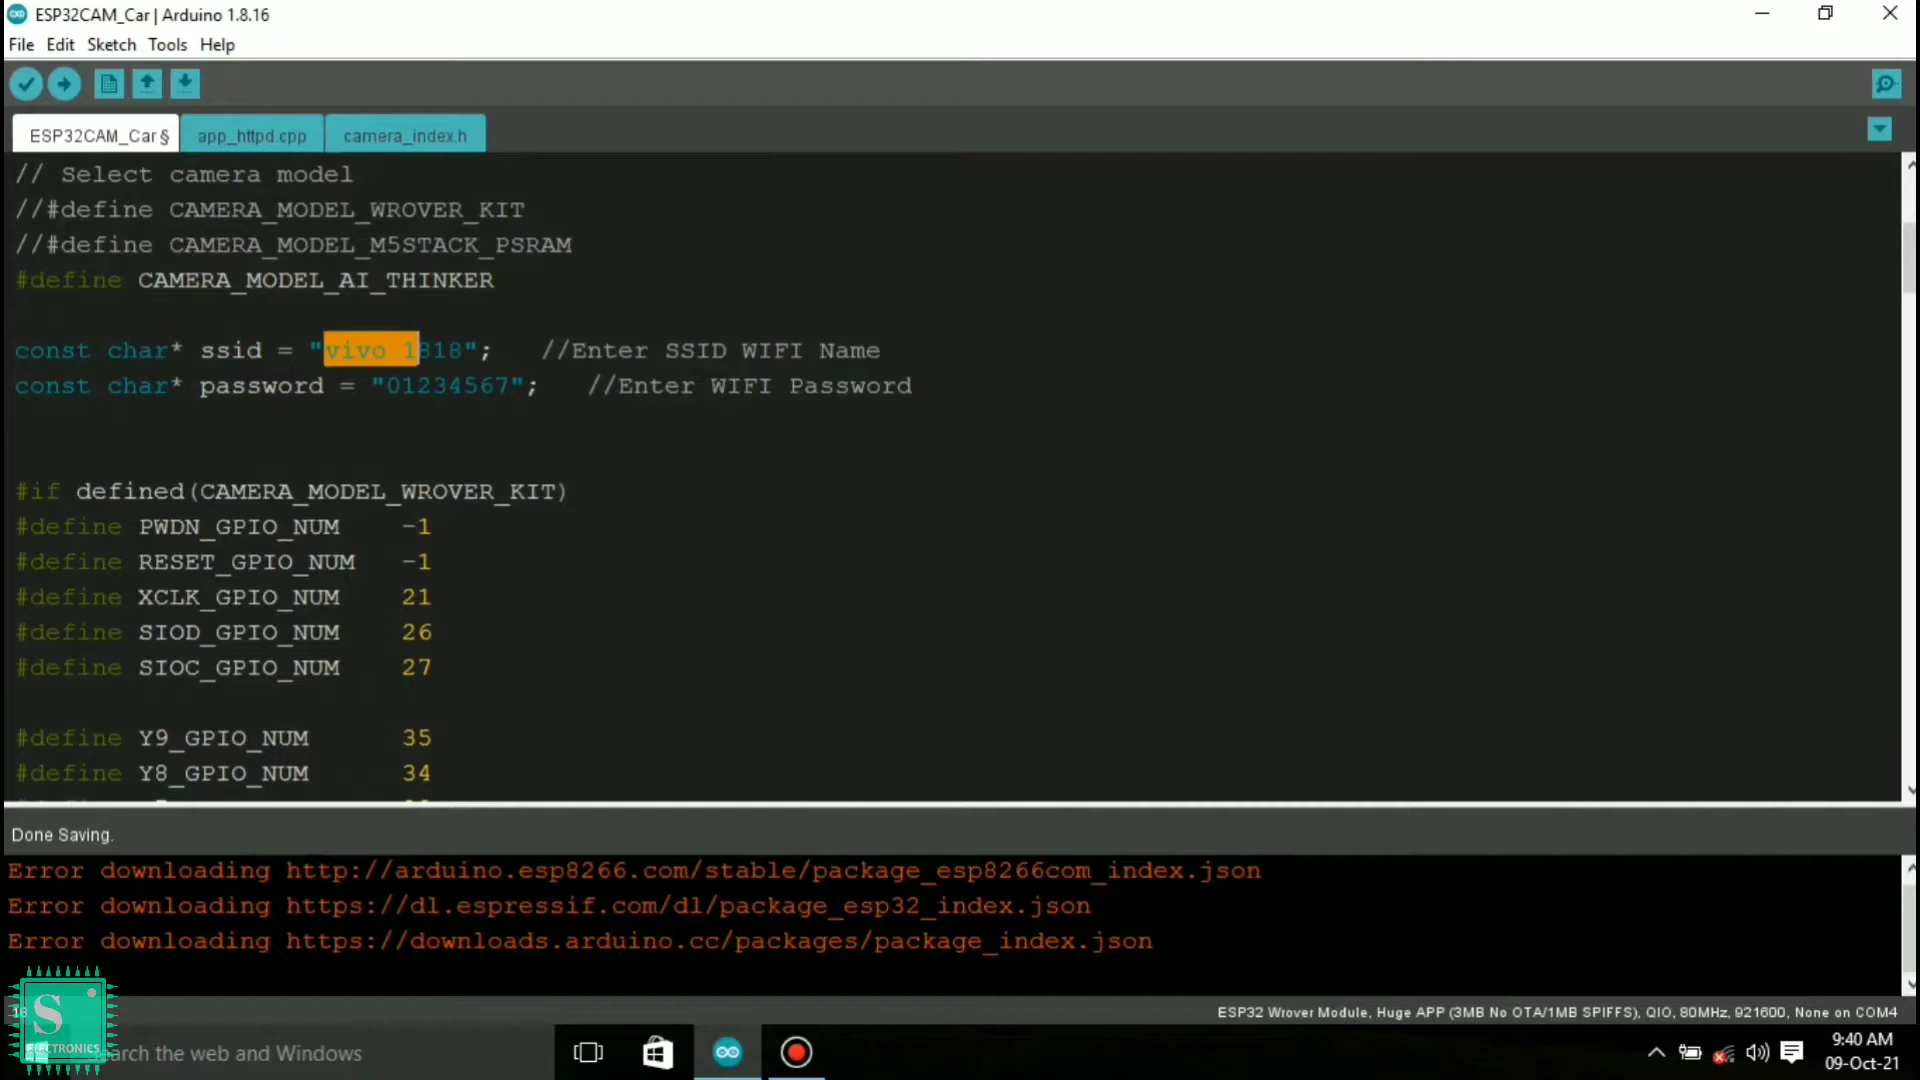 ESP32CAM_Car | Arduino 1.8.16
File Edit Sketch Tools Help
ESP32CAM_Car § app_httpd.cpp camera_index.h
// Select camera model
//#define CAMERA_MODEL_WROVER_KIT
//#define CAMERA_MODEL_M5STACK_PSRAM
#define CAMERA_MODEL_AI_THINKER
const char* ssid = "vivo 1818"; //Enter SSID WIFI Name
const char* password = "01234567"; //Enter WIFI Password
#if defined(CAMERA_MODEL_WROVER_KIT)
#define PWDN_GPIO_NUM -1
#define RESET_GPIO_NUM -1
#define XCLK_GPIO_NUM 21
#define SIOD_GPIO_NUM 26
#define SIOC_GPIO_NUM 27
#define Y9_GPIO_NUM 35
#define Y8_GPIO_NUM 34
Done Saving.
Error downloading http://arduino.esp8266.com/stable/package_esp8266com_index.json
Error downloading https://dl.espressif.com/dl/package_esp32_index.json
Error downloading https://downloads.arduino.cc/packages/package_index.json
ESP32 Wrover Module, Huge APP (3MB No OTA/1MB SPIFFS), QIO, 80MHz, 921600, None on COM4
S
ELECTRONICS
the web and Windows
9:40 AM
09-Oct-21